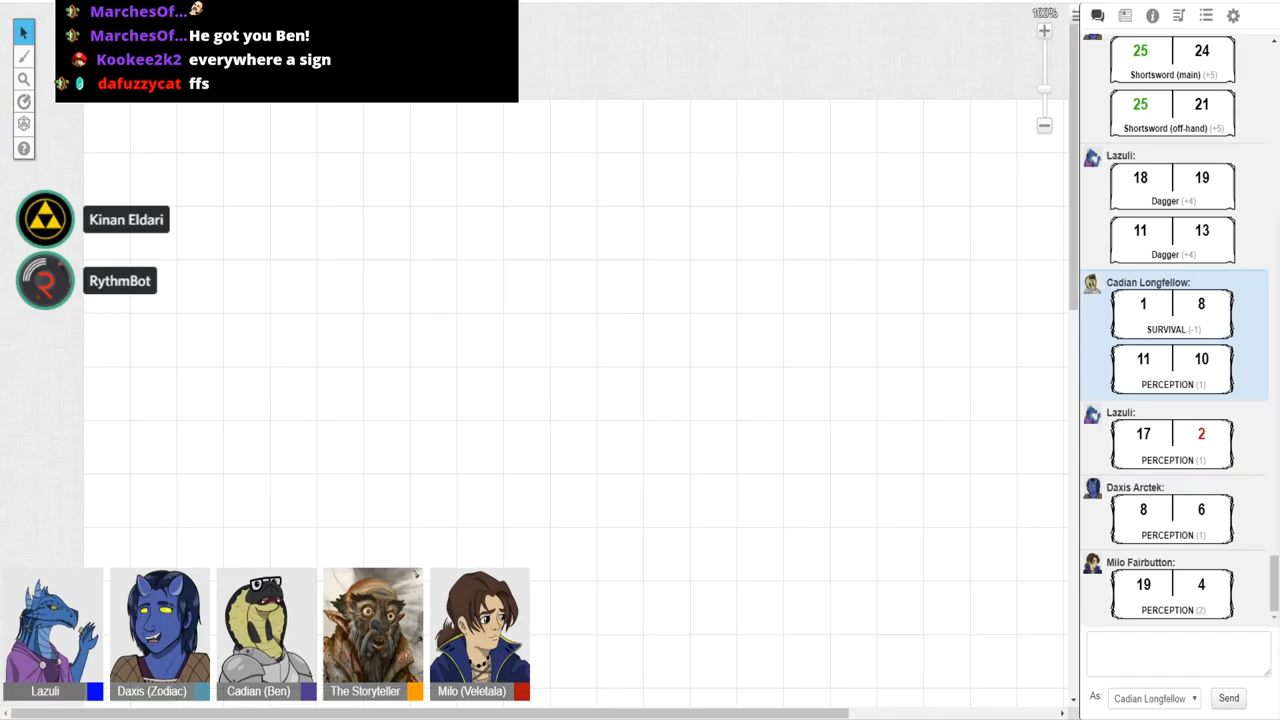 MarchesOf...
MarchesOf... He got you Ben!
Kookee2k2 everywhere a sign
dafuzzycat ffs
Kinan Eldari
RythmBot
Lazuli
Daxis (Zodiac)
Cadian (Ben)
The Storyteller
Milo (Veletala)
100%
25 24
Shortsword (main) (+5)
25 21
Shortsword (off-hand) (+5)
Lazuli:
18 19
Dagger (+4)
11 13
Dagger (+4)
Cadian Longfellow:
1 8
SURVIVAL (-1)
11 10
PERCEPTION (1)
Lazuli:
17 2
PERCEPTION (1)
Daxis Arctek:
8 6
PERCEPTION (1)
Milo Fairbutton:
19 4
PERCEPTION (2)
As: Cadian Longfellow Send